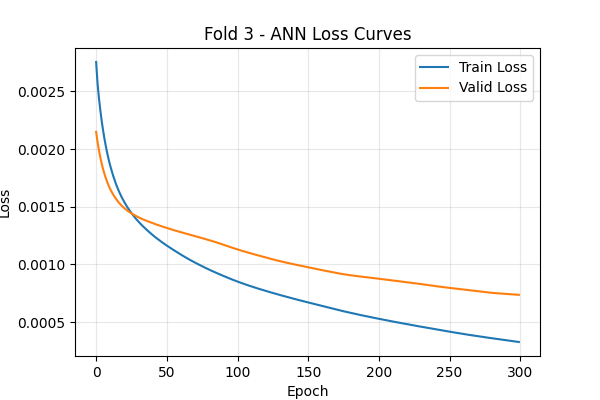 Fold 3 - ANN Loss Curves
Train Loss
Valid Loss
Loss
0.0025
0.0020
0.0015
0.0010
0.0005
0 50 100 150 200 250 300
Epoch